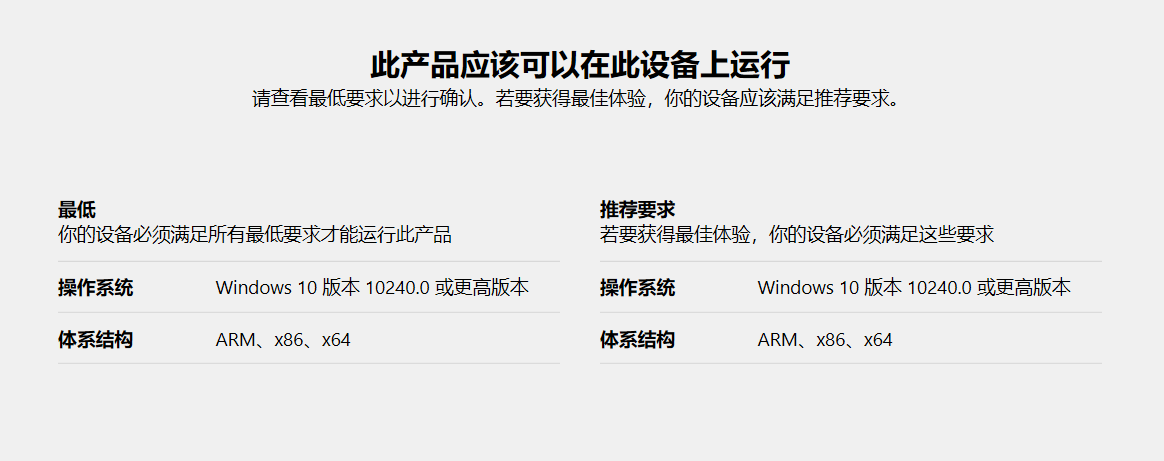 此产品应该可以在此设备上运行
请查看最低要求以进行确认。若要获得最佳体验，你的设备应该满足推荐要求。
最低
你的设备必须满足所有最低要求才能运行此产品
操作系统 Windows 10 版本 10240.0 或更高版本
体系结构 ARM、x86、x64
推荐要求
若要获得最佳体验，你的设备必须满足这些要求
操作系统 Windows 10 版本 10240.0 或更高版本
体系结构 ARM、x86、x64